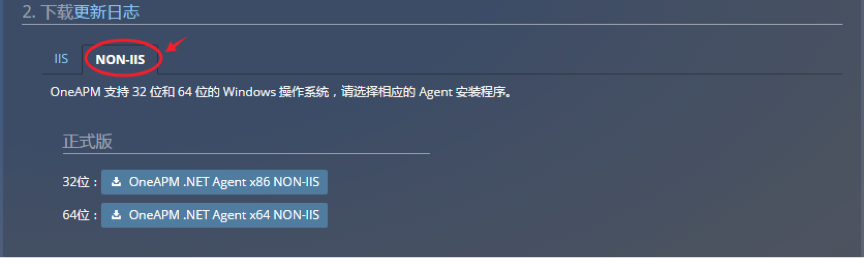 2. 下载更新日志
IIS NON-IIS
OneAPM 支持 32 位和 64 位的 Windows 操作系统，请选择相应的 Agent 安装程序。
正式版
32位： OneAPM .NET Agent x86 NON-IIS
64位： OneAPM .NET Agent x64 NON-IIS